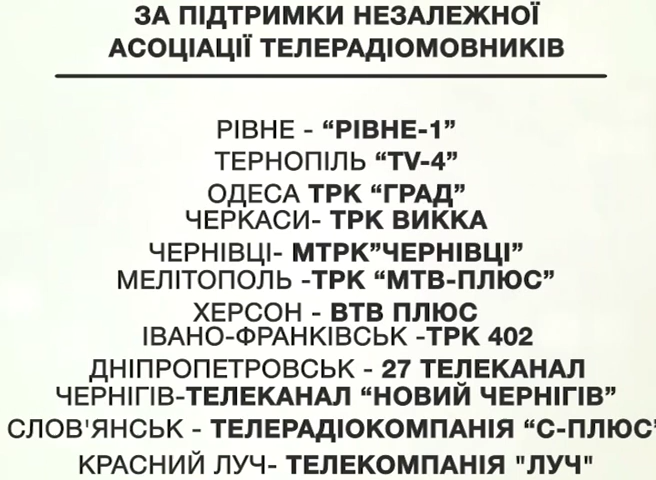 ЗА ПІДТРИМКИ НЕЗАЛЕЖНОЇ
АСОЦІАЦІЇ ТЕЛЕРАДІОМОВНИКІВ
РІВНЕ - “РІВНЕ-1”
ТЕРНОПІЛЬ “TV-4”
ОДЕСА ТРК “ГРАД”
ЧЕРКАСИ- ТРК ВИККА
ЧЕРНІВЦІ- МТРК”ЧЕРНІВЦІ”
МЕЛІТОПОЛЬ -ТРК “МТВ-ПЛЮС”
ХЕРСОН - ВТВ ПЛЮС
ІВАНО-ФРАНКІВСЬК -ТРК 402
ДНІПРОПЕТРОВСЬК - 27 ТЕЛЕКАНАЛ
ЧЕРНІГІВ-ТЕЛЕКАНАЛ “НОВИЙ ЧЕРНІГІВ”
СЛОВ'ЯНСЬК - ТЕЛЕРАДІОКОМПАНІЯ “С-ПЛЮС”
КРАСНИЙ ЛУЧ- ТЕЛЕКОМПАНІЯ "ЛУЧ"